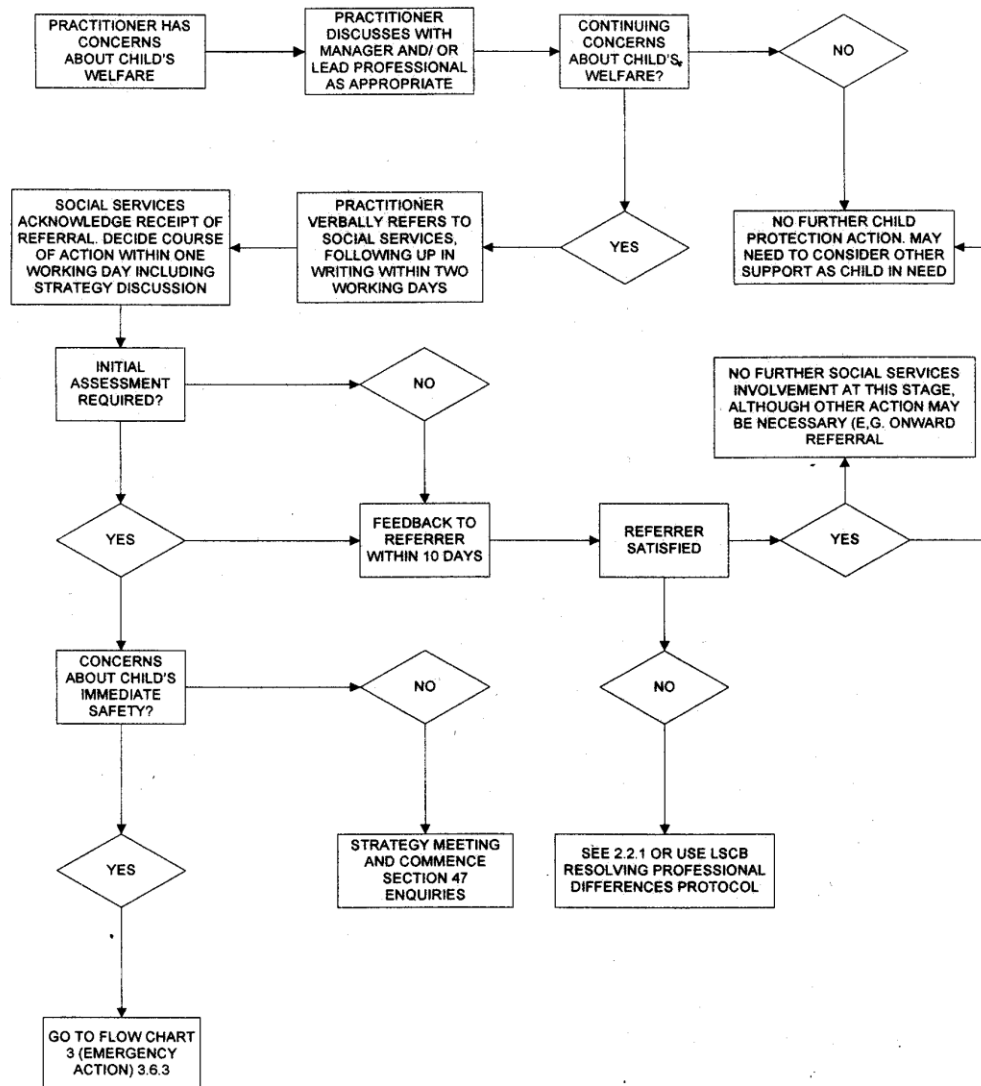 PRACTITIONER HAS
CONCERNS
ABOUT CHILD'S
WELFARE
PRACTITIONER
DISCUSSES WITH
MANAGER AND/ OR
LEAD PROFESSIONAL
AS APPROPRIATE
CONTINUING
CONCERNS
ABOUT CHILD'S
WELFARE?
NO
SOCIAL SERVICES
ACKNOWLEDGE RECEIPT OF
REFERRAL. DECIDE COURSE
OF ACTION WITHIN ONE
WORKING DAY INCLUDING
STRATEGY DISCUSSION
PRACTITIONER
VERBALLY REFERS TO
SOCIAL SERVICES,
FOLLOWING UP IN
WRITING WITHIN TWO
WORKING DAYS
YES
NO FURTHER CHILD
PROTECTION ACTION. MAY
NEED TO CONSIDER OTHER
SUPPORT AS CHILD IN NEED
INITIAL
ASSESSMENT
REQUIRED?
NO
NO FURTHER SOCIAL SERVICES
INVOLVEMENT AT THIS STAGE,
ALTHOUGH OTHER ACTION MAY
BE NECESSARY (E,G. ONWARD
REFERRAL
YES
FEEDBACK TO
REFERRER
WITHIN 10 DAYS
REFERRER
SATISFIED
YES
CONCERNS
ABOUT CHILD'S
IMMEDIATE
SAFETY?
NO
NO
YES
STRATEGY MEETING
AND COMMENCE
SECTION 47
ENQUIRIES
SEE 2.2.1 OR USE LSCB
RESOLVING PROFESSIONAL
DIFFERENCES PROTOCOL
GO TO FLOW CHART
3 (EMERGENCY
ACTION) 3.6.3